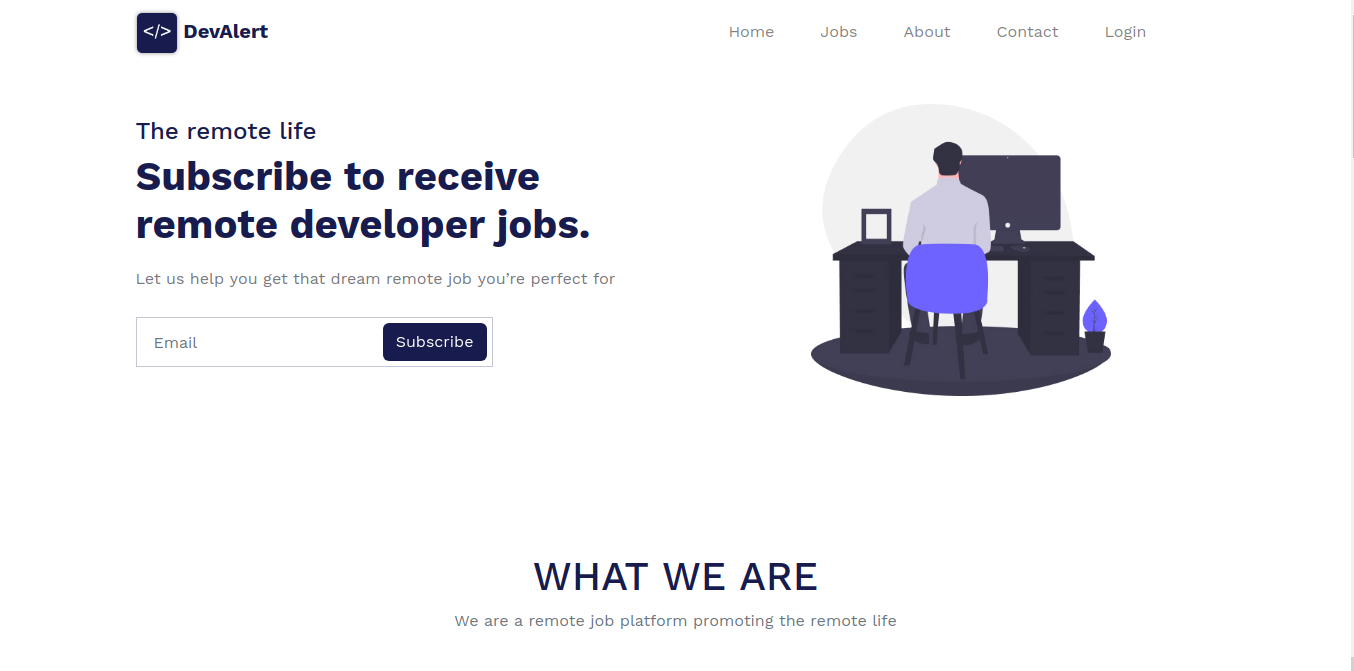 </> DevAlert
Home Jobs About Contact Login
The remote life
Subscribe to receive
remote developer jobs.
Let us help you get that dream remote job you’re perfect for
Email Subscribe
WHAT WE ARE
We are a remote job platform promoting the remote life